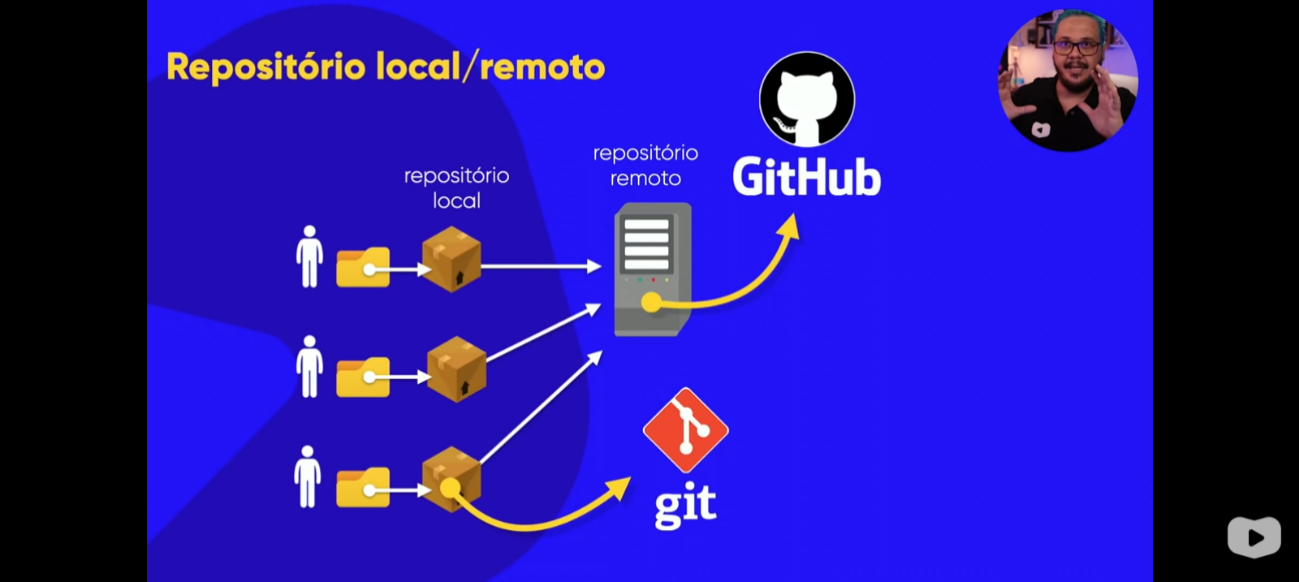 Repositório local/remoto
repositório
local
repositório
remoto
GitHub
git